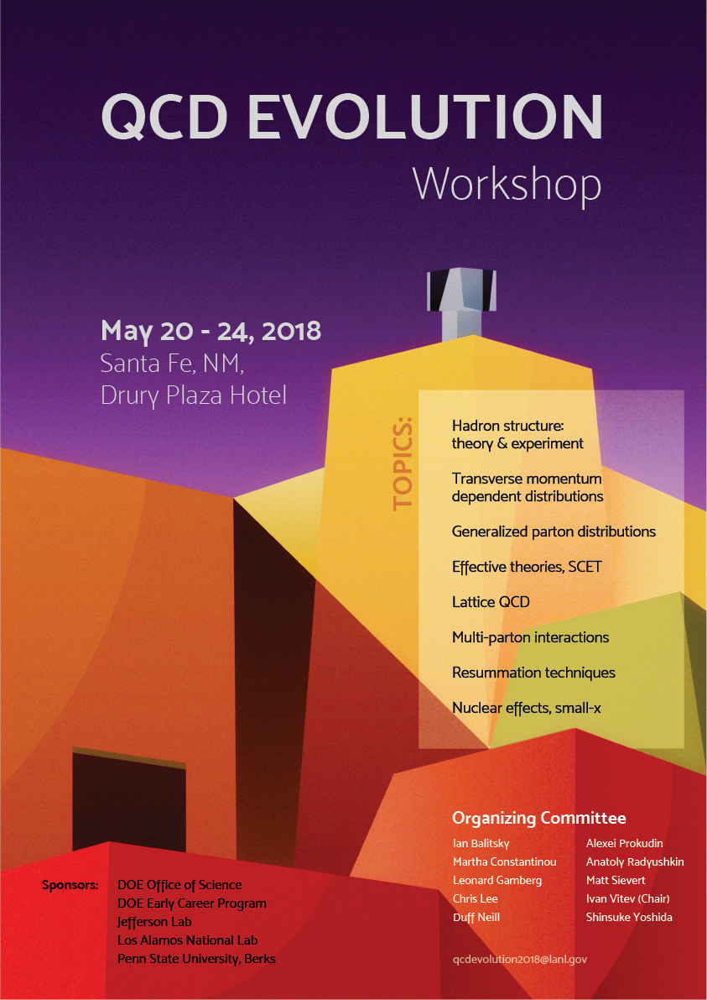 QCD EVOLUTION
Workshop
May 20 - 24, 2018
Santa Fe, NM,
Drury Plaza Hotel
TOPICS:
Hadron structure:
theory & experiment
Transverse momentum
dependent distributions
Generalized parton distributions
Effective theories, SCET
Lattice QCD
Multi-parton interactions
Resummation techniques
Nuclear effects, small-x
Organizing Committee
Ian Balitsky
Martha Constantinou
Leonard Gamberg
Chris Lee
Duff Neill
Alexei Prokudin
Anatoly Radyushkin
Matt Sievert
Ivan Vitev (Chair)
Shinsuke Yoshida
qcdevolution2018@lanl.gov
Sponsors:
DOE Office of Science
DOE Early Career Program
Jefferson Lab
Los Alamos National Lab
Penn State University, Berks